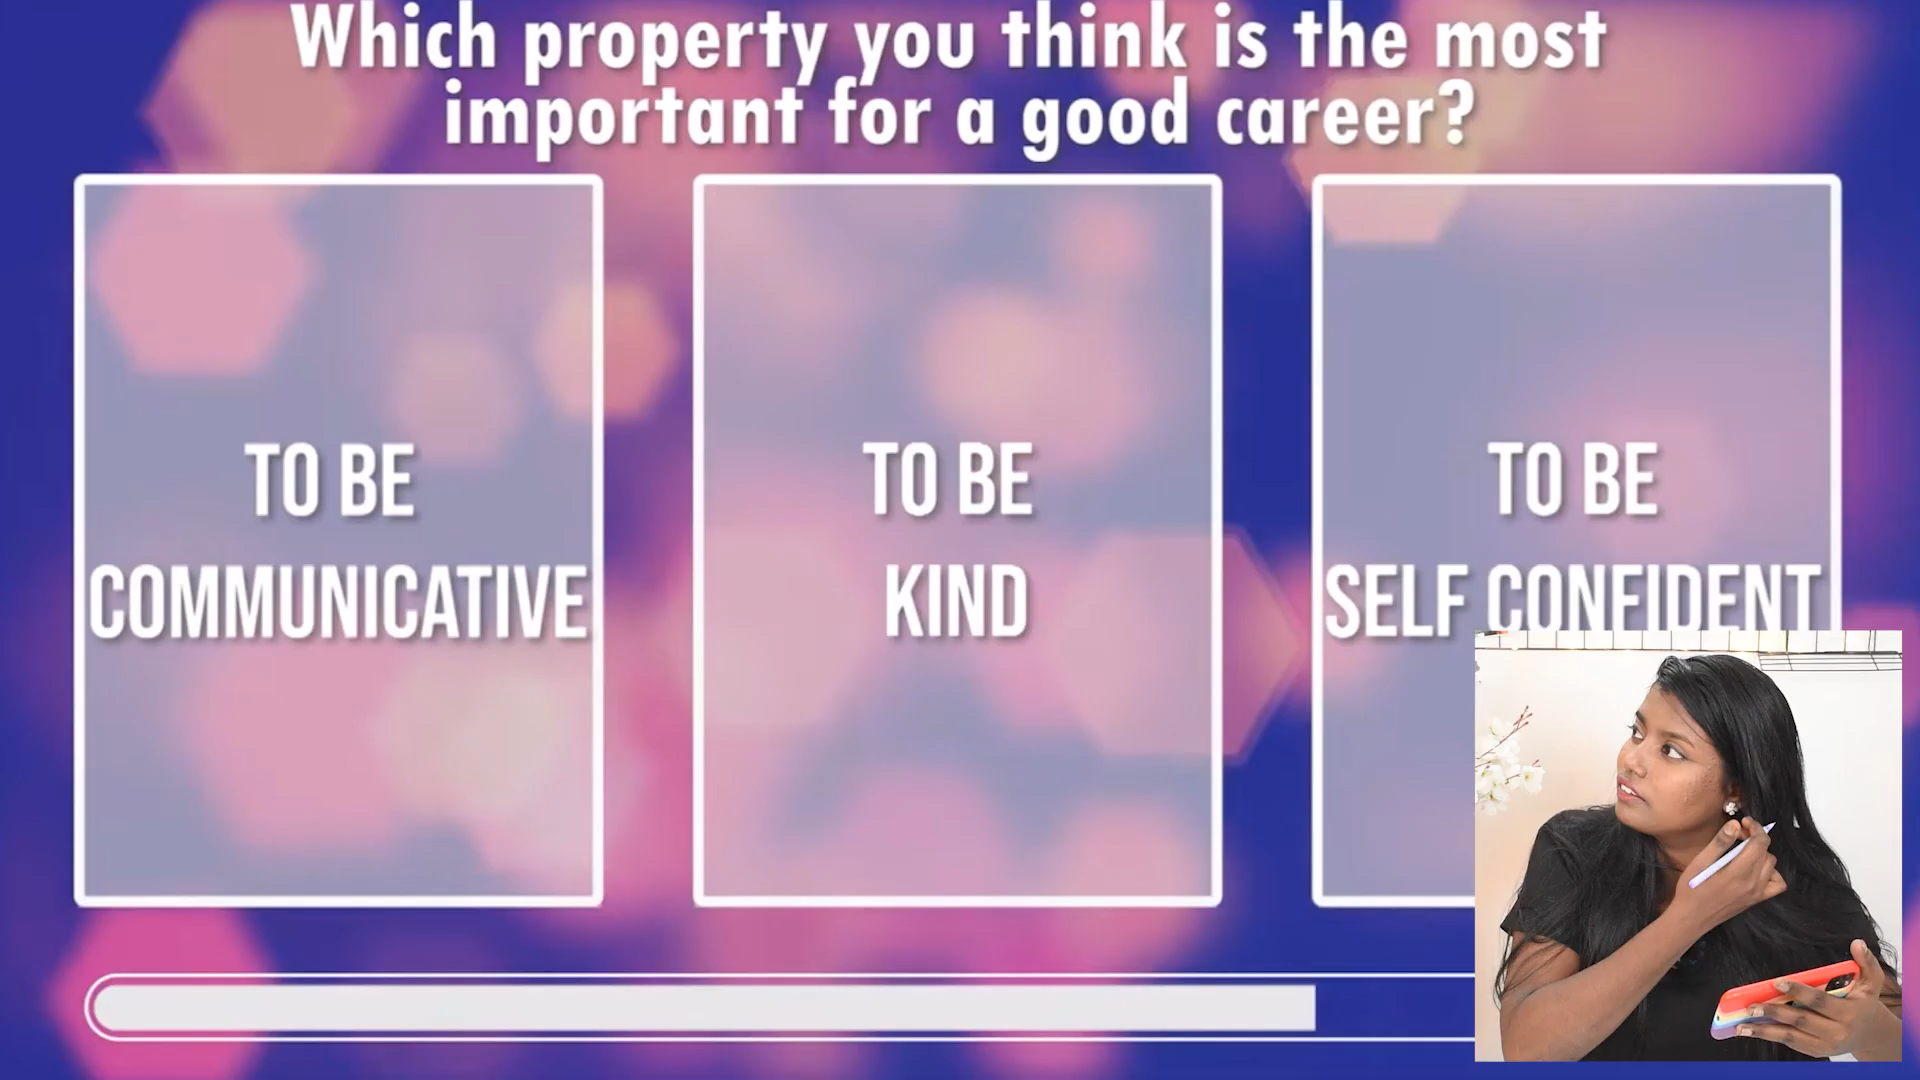 Which property you think is the most
important for a good career?
TO BE
COMMUNICATIVE
TO BE
KIND
TO BE
SELF CONFIDENT